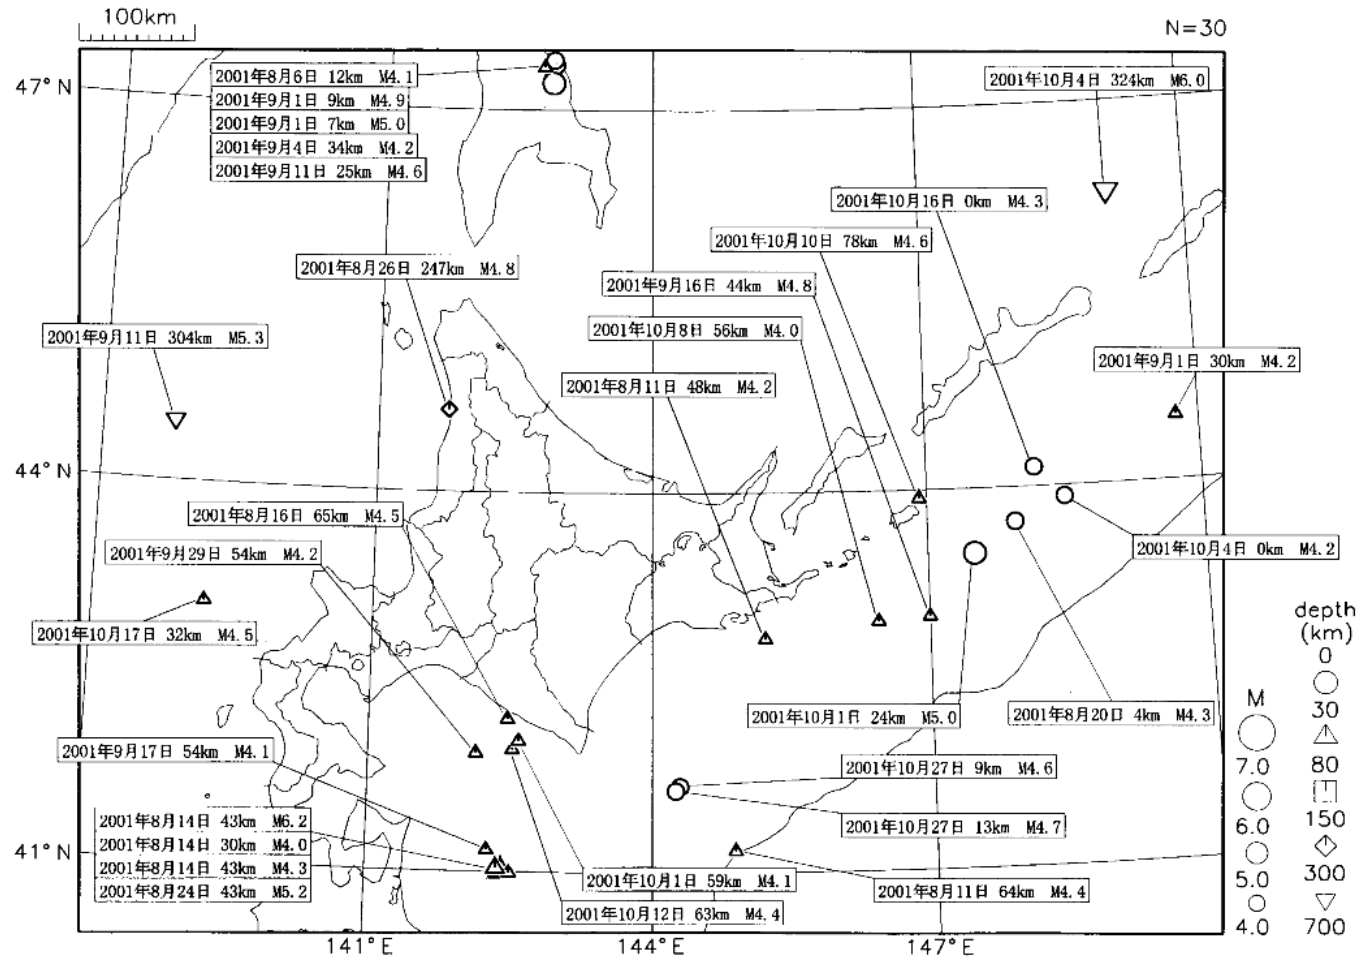 100km
N=30
47°N
2001年8月6日 12km M4.1
2001年9月1日 9km M4.9
2001年9月1日 7km M5.0
2001年9月4日 34km M4.2
2001年9月11日 25km M4.6
2001年10月4日 324km M6.0
2001年10月16日 0km M4.3
2001年10月10日 78km M4.6
2001年8月26日 247km M4.8
2001年9月16日 44km M4.8
2001年9月11日 304km M5.3
2001年10月8日 56km M4.0
2001年9月1日 30km M4.2
2001年8月11日 48km M4.2
44°N
2001年8月16日 65km M4.5
2001年9月29日 54km M4.2
2001年10月4日 0km M4.2
2001年10月17日 32km M4.5
2001年10月1日 24km M5.0
2001年8月20日 4km M4.3
2001年9月17日 54km M4.1
2001年10月27日 9km M4.6
2001年8月14日 43km M6.2
2001年8月14日 30km M4.0
2001年8月14日 43km M4.3
2001年8月24日 43km M5.2
2001年10月27日 13km M4.7
41°N
2001年10月1日 59km M4.1
2001年8月11日 64km M4.4
2001年10月12日 63km M4.4
141°E
144°E
147°E
M
7.0
6.0
5.0
4.0
depth
(km)
0
30
80
150
300
700